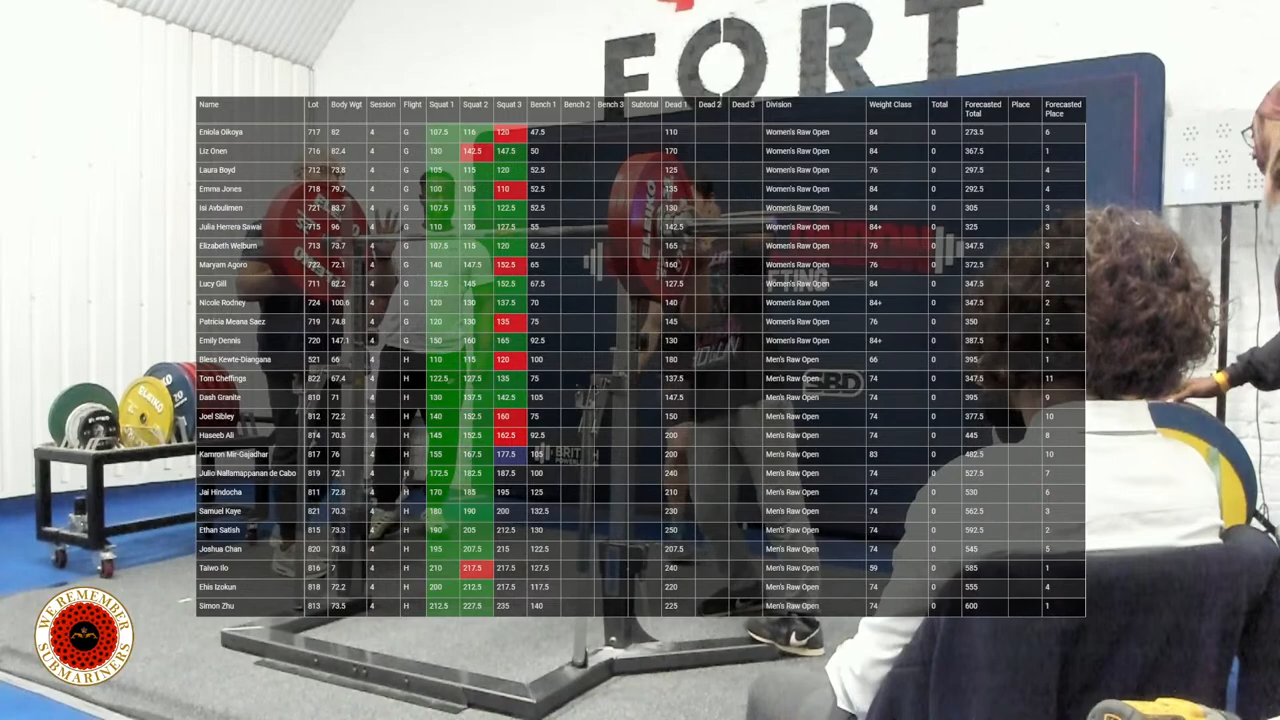 FORT
Name Lot Body Wgt Session Flight Squat 1 Squat 2 Squat 3 Bench 1 Bench 2 Bench 3 Subtotal Dead 1 Dead 2 Dead 3 Division Weight Class Total Forecasted Total Place Forecasted Place
Eniola Oikoya 717 82 4 G 107.5 116 120 47.5 110 Women's Raw Open 84 0 273.5 6
Liz Onen 716 82.4 4 G 130 142.5 147.5 50 170 Women's Raw Open 84 0 367.5 1
Laura Boyd 712 73.8 4 G 105 115 120 52.5 125 Women's Raw Open 76 0 297.5 4
Emma Jones 718 79.7 4 G 100 105 110 52.5 135 Women's Raw Open 84 0 292.5 4
Isi Avbulimen 721 83.7 4 G 107.5 115 122.5 52.5 130 Women's Raw Open 84 0 305 3
Julia Herrera Sawai 715 96 4 G 110 120 127.5 55 142.5 Women's Raw Open 84+ 0 325 3
Elizabeth Welburn 713 73.7 4 G 107.5 115 120 62.5 165 Women's Raw Open 76 0 347.5 3
Maryam Agoro 722 72.1 4 G 140 147.5 152.5 65 160 Women's Raw Open 76 0 372.5 1
Lucy Gill 711 82.2 4 G 132.5 145 152.5 67.5 127.5 Women's Raw Open 84 0 347.5 2
Nicole Rodney 724 100.6 4 G 120 130 137.5 70 140 Women's Raw Open 84+ 0 347.5 2
Patricia Meana Saez 719 74.8 4 G 120 130 135 75 145 Women's Raw Open 76 0 350 2
Emily Dennis 720 147.1 4 G 150 160 165 92.5 130 Women's Raw Open 84+ 0 387.5 1
Bless Kewte-Diangana 521 66 4 H 110 115 120 100 180 Men's Raw Open 66 0 395 1
Tom Cheffings 822 67.4 4 H 122.5 127.5 135 75 137.5 Men's Raw Open 74 0 347.5 11
Dash Granite 810 71 4 H 130 137.5 142.5 105 147.5 Men's Raw Open 74 0 395 9
Joel Sibley 812 72.2 4 H 140 152.5 160 75 150 Men's Raw Open 74 0 377.5 10
Haseeb Ali 814 70.5 4 H 145 152.5 162.5 92.5 200 Men's Raw Open 74 0 445 8
Kamron Mir-Gajadhar 817 76 4 H 155 167.5 177.5 105 200 Men's Raw Open 83 0 482.5 10
Julio Nallamappanan de Cabo 819 72.1 4 H 172.5 182.5 187.5 100 240 Men's Raw Open 74 0 527.5 7
Jai Hindocha 811 72.8 4 H 170 185 195 125 210 Men's Raw Open 74 0 530 6
Samuel Kaye 821 70.3 4 H 180 190 200 132.5 230 Men's Raw Open 74 0 562.5 3
Ethan Satish 815 73.3 4 H 190 205 212.5 130 250 Men's Raw Open 74 0 592.5 2
Joshua Chan 820 73.8 4 H 195 207.5 215 122.5 207.5 Men's Raw Open 74 0 545 5
Taiwo Ilo 816 7 4 H 210 217.5 217.5 127.5 240 Men's Raw Open 59 0 585 1
Ehis Izokun 818 72.2 4 H 200 212.5 217.5 117.5 220 Men's Raw Open 74 0 555 4
Simon Zhu 813 73.5 4 H 212.5 227.5 235 140 225 Men's Raw Open 74 0 600 1
ELEIKO
ELEIKO
SBD
WE REMEMBER
SUBMARINERS